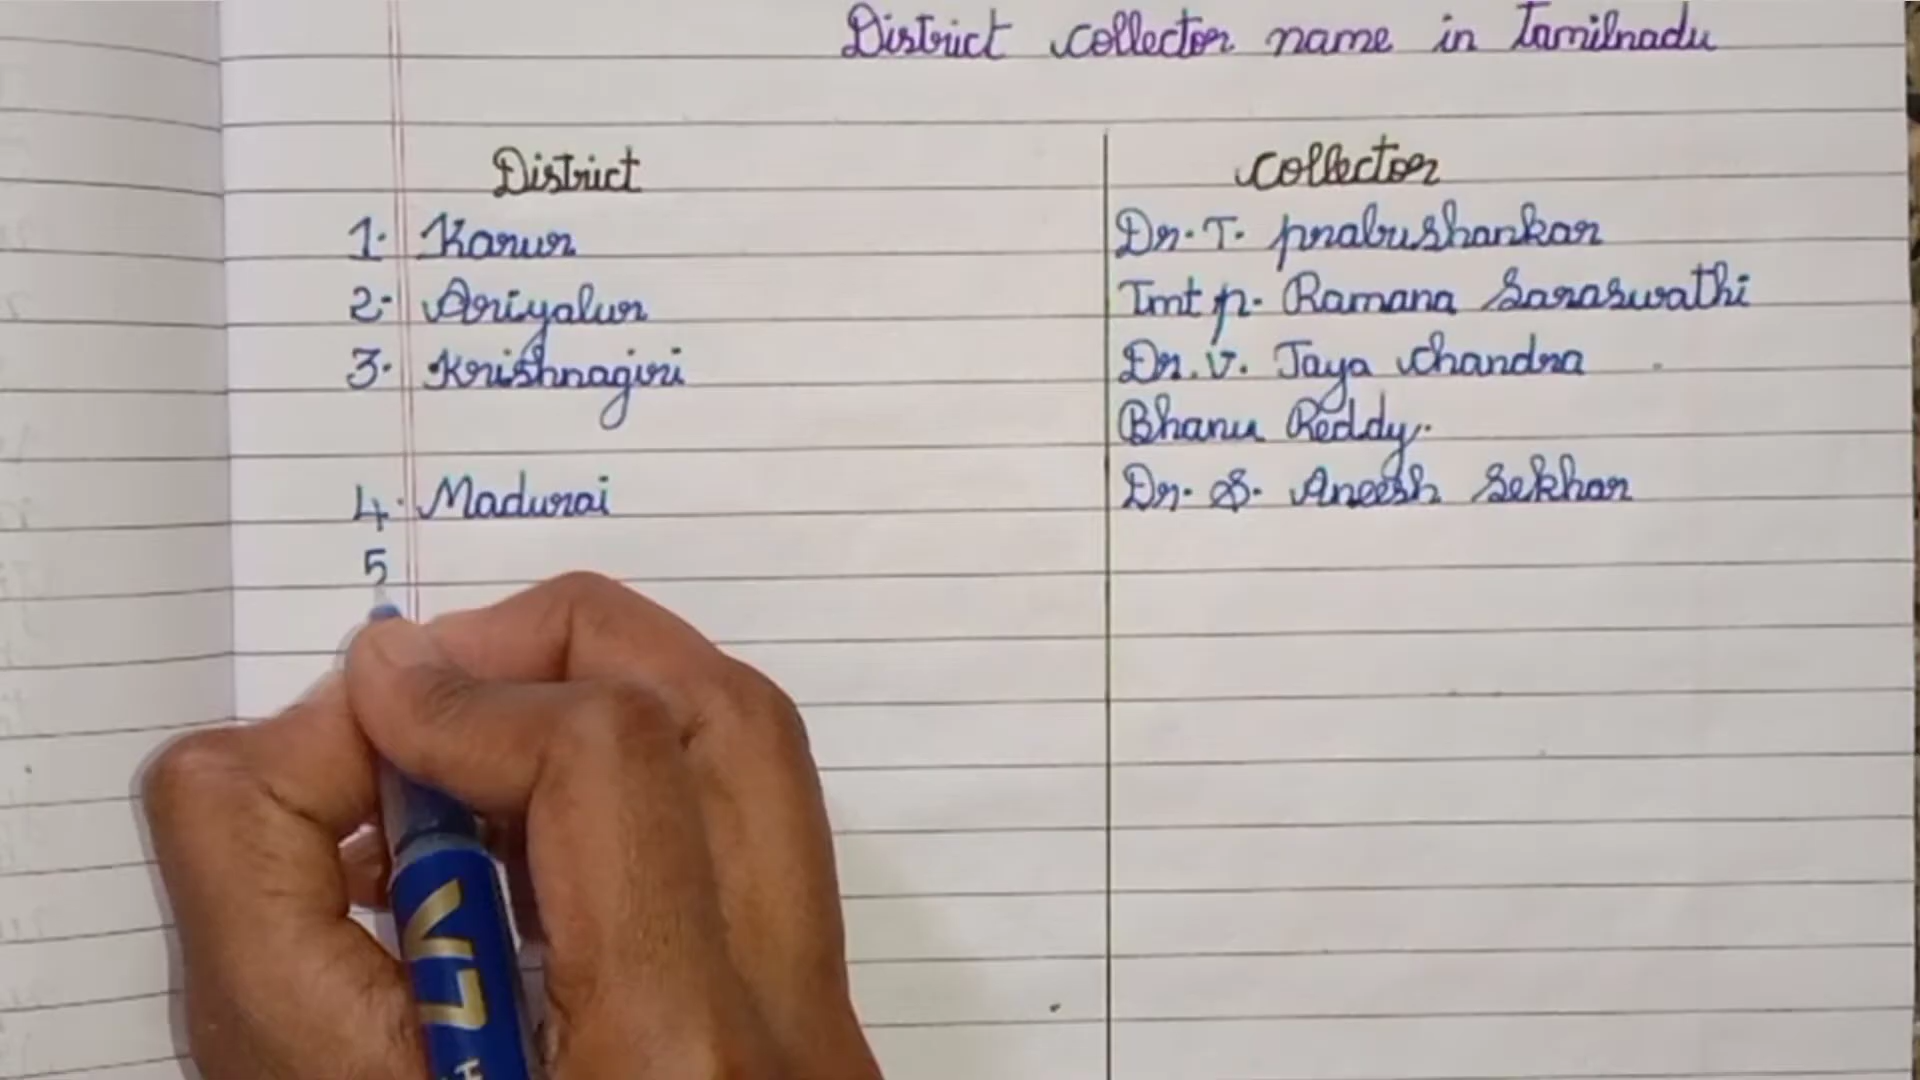 District collector name in Tamilnadu
District collector
1. Karur Dr. T. prabushankar
2. Ariyalur Tmt p. Ramana Saraswathi
3. Krishnagiri Dr. V. Jaya chandra
Bhanu Reddy.
4. Madurai Dr. S. Aneesh Sekhar
5
V7
H